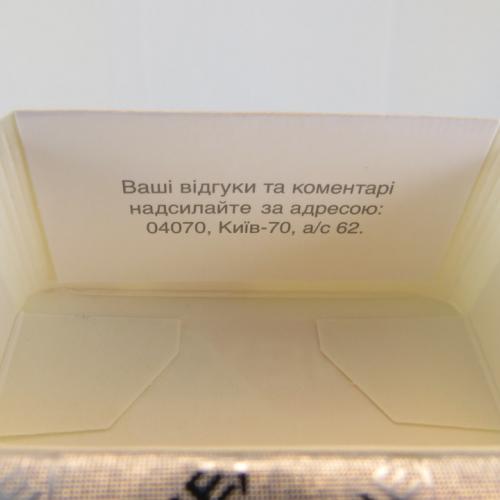 Ваші відгуки та коментарі
надсилайте за адресою:
04070, Київ-70, а/с 62.